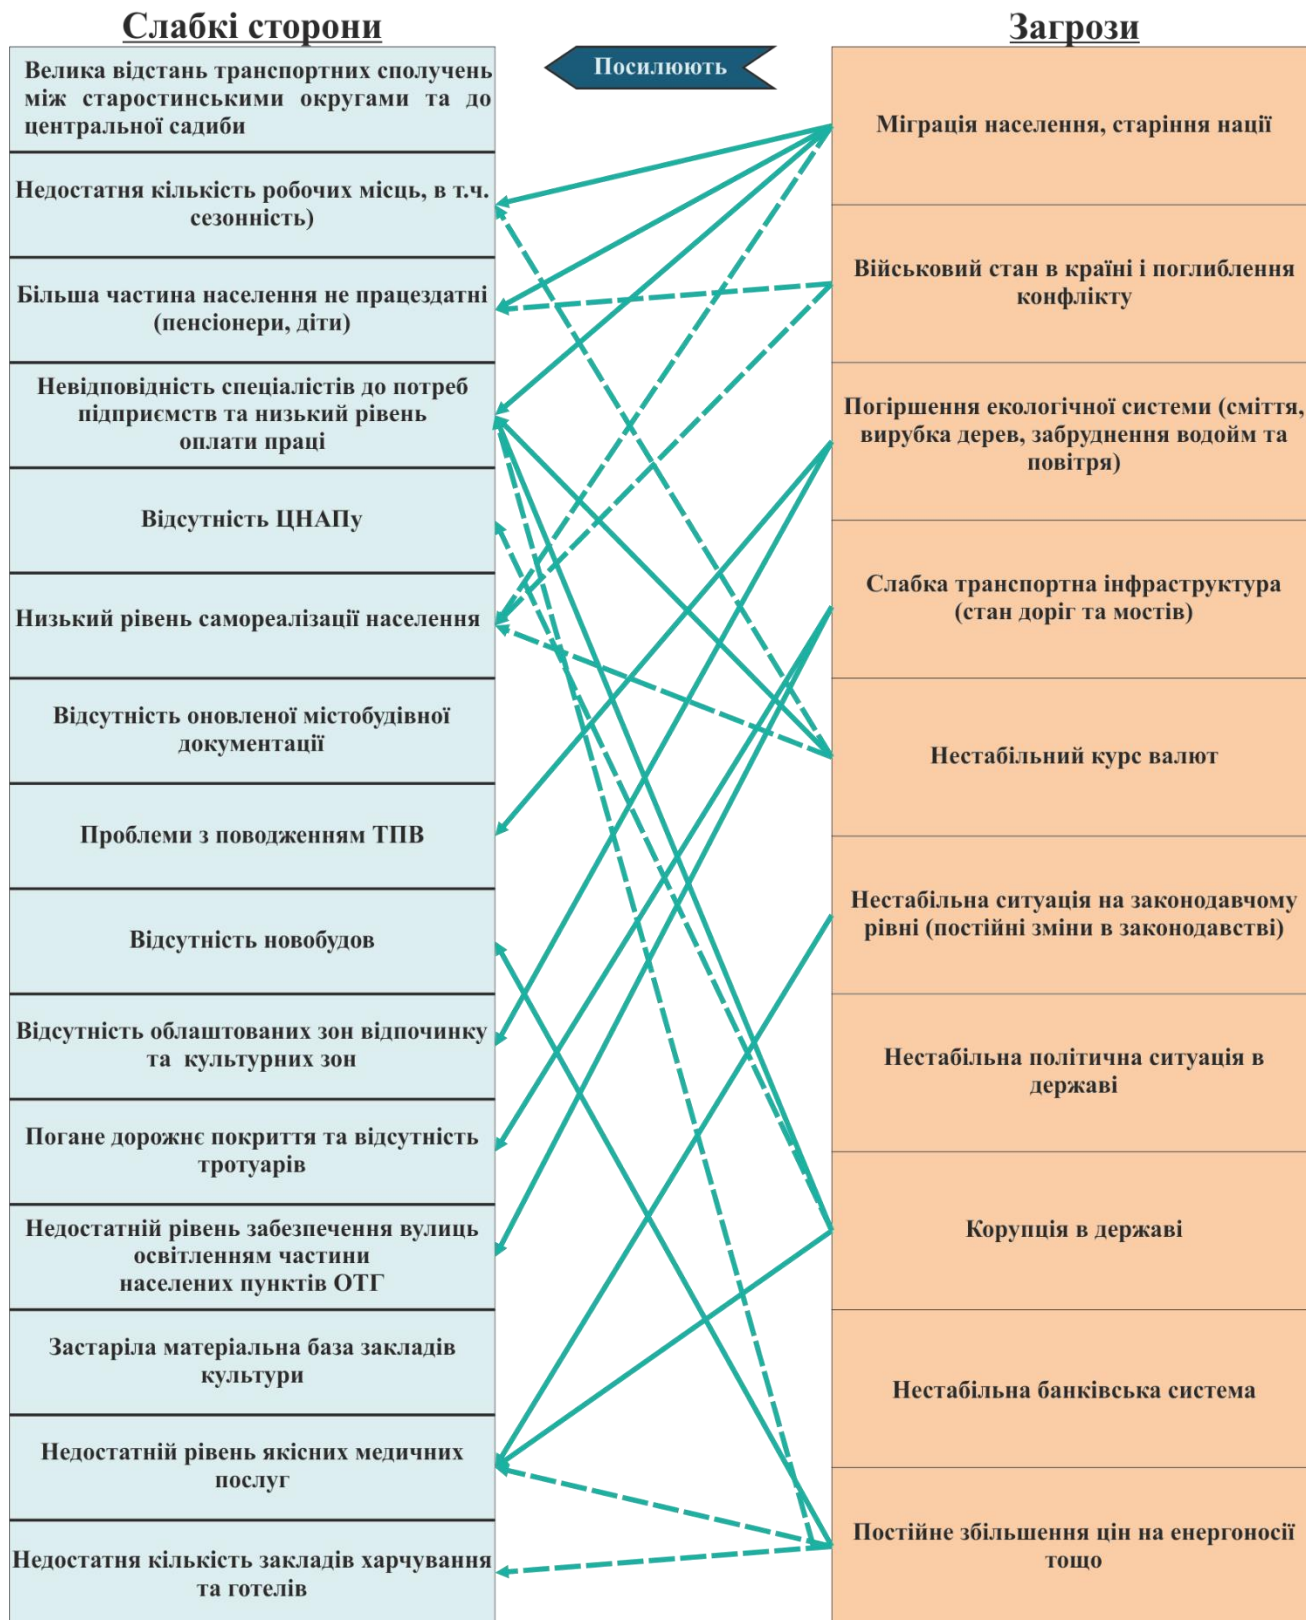 Слабкі сторони
Велика відстань транспортних сполучень
між старостинськими округами та до
центральної садиби
Недостатня кількість робочих місць, в т.ч.
сезонність)
Більша частина населення не працездатні
(пенсіонери, діти)
Невідповідність спеціалістів до потреб
підприємств та низький рівень
оплати праці
Відсутність ЦНАПу
Низький рівень самореалізації населення
Відсутність оновленої містобудівної
документації
Проблеми з поводженням ТПВ
Відсутність новобудов
Відсутність облаштованих зон відпочинку
та культурних зон
Погане дорожнє покриття та відсутність
тротуарів
Недостатній рівень забезпечення вулиць
освітленням частини
населених пунктів ОТГ
Застаріла матеріальна база закладів
культури
Недостатній рівень якісних медичних
послуг
Недостатня кількість закладів харчування
та готелів
Посилюють
Загрози
Міграція населення, старіння нації
Військовий стан в країні і поглиблення
конфлікту
Погіршення екологічної системи (сміття,
вирубка дерев, забруднення водойм та
повітря)
Слабка транспортна інфраструктура
(стан доріг та мостів)
Нестабільний курс валют
Нестабільна ситуація на законодавчому
рівні (постійні зміни в законодавстві)
Нестабільна політична ситуація в
державі
Корупція в державі
Нестабільна банківська система
Постійне збільшення цін на енергоносії
тощо